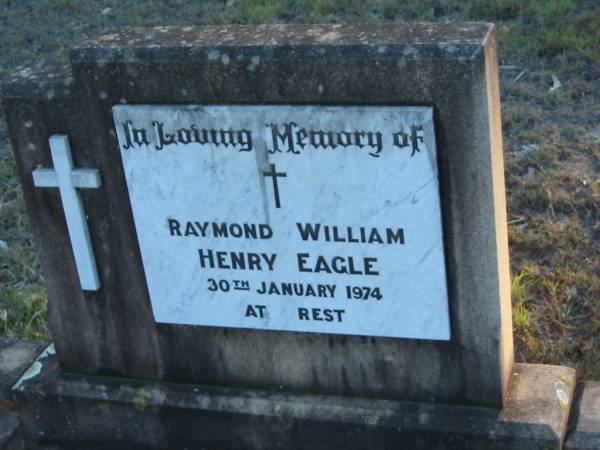 In Loving Memory of
RAYMOND WILLIAM
HENRY EAGLE
30TH JANUARY 1974
AT REST